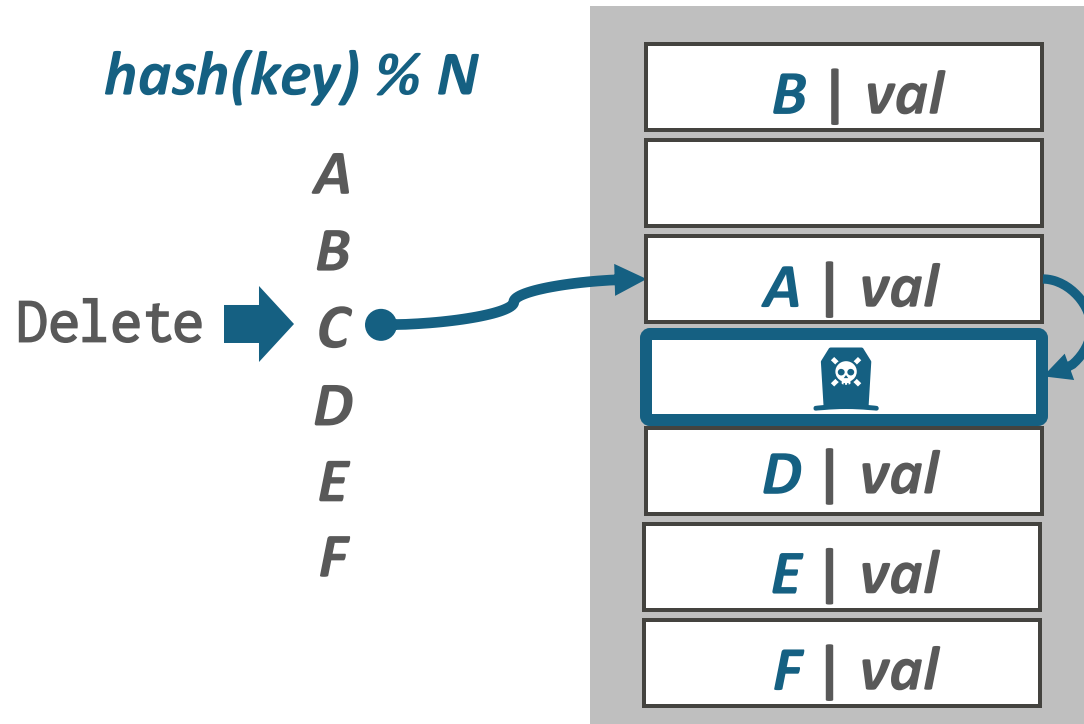 hash(key) % N
A
B
Delete C
D
E
F
B | val
A | val
D | val
E | val
F | val